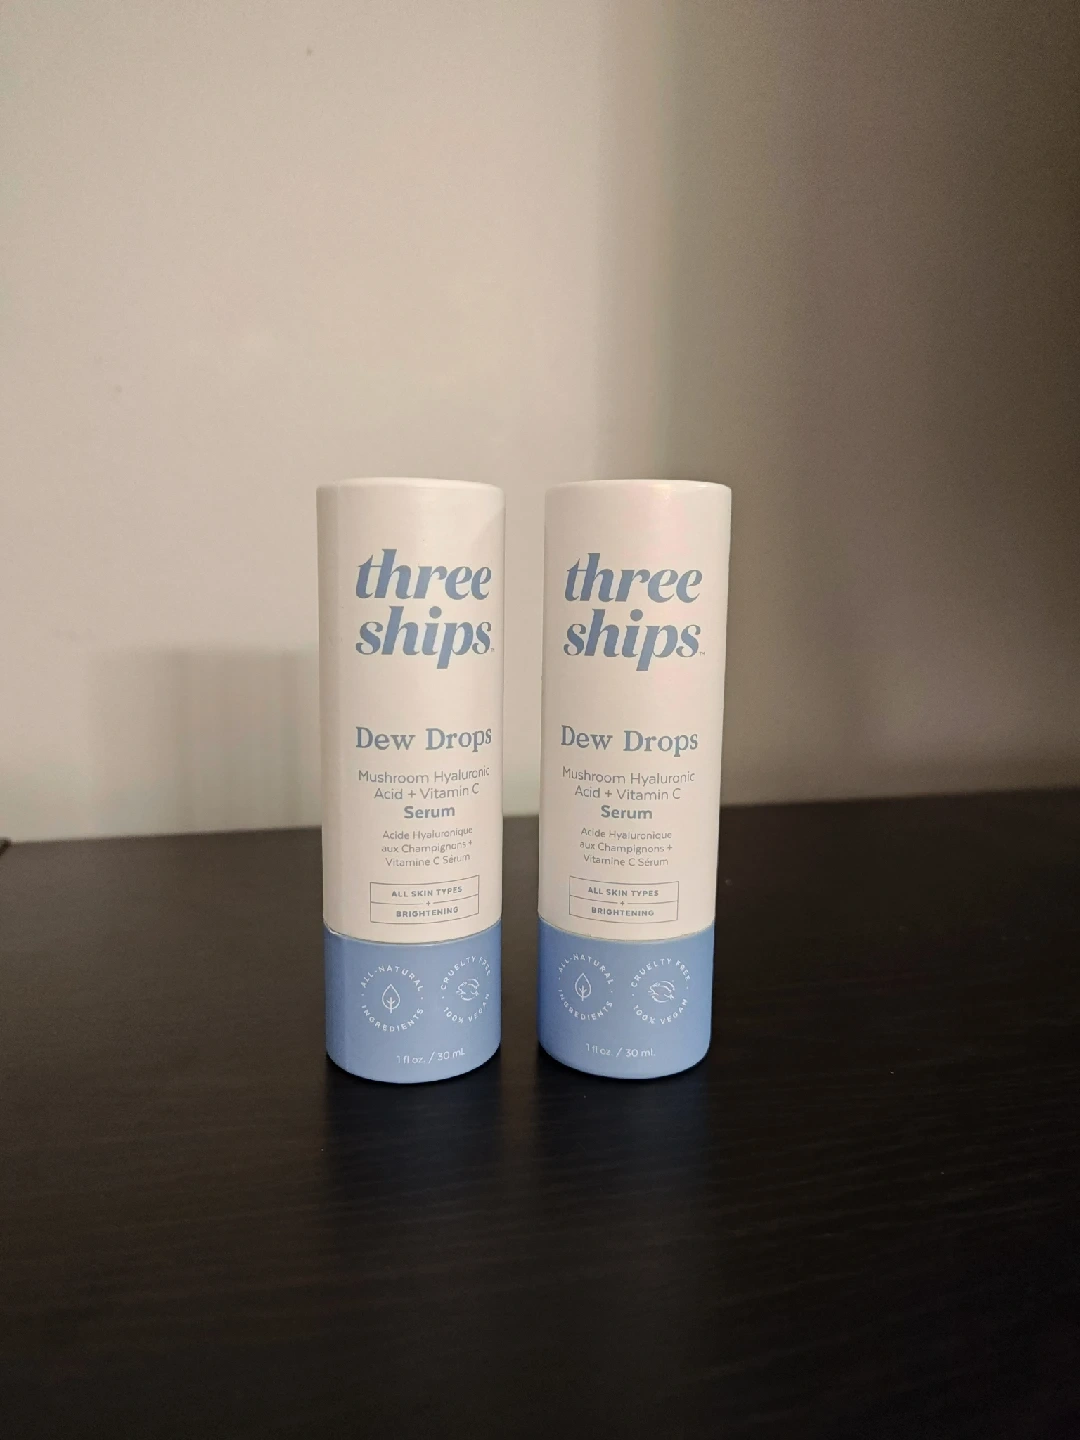 three
ships™
Dew Drops
Mushroom Hyaluronic
Acid + Vitamin C
Serum
Acide Hyaluronique
aux Champignons +
Vitamine C Sérum
ALL SKIN TYPES
+
BRIGHTENING
ALL-NATURAL INGREDIENTS
CRUELTY FREE 100% VEGAN
1 fl oz. / 30 mL
three
ships™
Dew Drops
Mushroom Hyaluronic
Acid + Vitamin C
Serum
Acide Hyaluronique
aux Champignons +
Vitamine C Sérum
ALL SKIN TYPES
+
BRIGHTENING
ALL-NATURAL INGREDIENTS
CRUELTY FREE 100% VEGAN
1 fl oz. / 30 mL